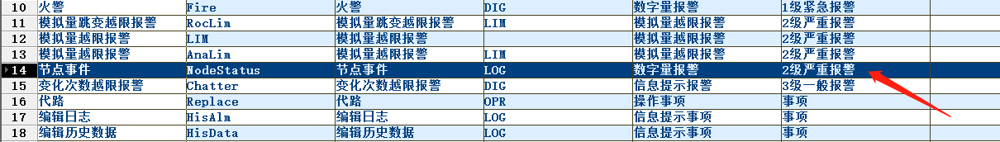 10 火警 Fire 火警 DIG 数字量报警 1级紧急报警
11 模拟量跳变越限报警 RocLim 模拟量跳变越限报警 LIM 模拟量越限报警 2级严重报警
12 模拟量越限报警 LIM 模拟量越限报警 模拟量越限报警 2级严重报警
13 模拟量越限报警 AnaLim 模拟量越限报警 LIM 模拟量越限报警 2级严重报警
14 节点事件 NodeStatus 节点事件 LOG 数字量报警 2级严重报警
15 变化次数越限报警 Chatter 变化次数越限报警 DIG 信息提示报警 3级一般报警
16 代路 Replace 代路 OPR 操作事项 事项
17 编辑日志 HisAlm 编辑日志 LOG 信息提示事项 事项
18 编辑历史数据 HisData 编辑历史数据 LOG 信息提示事项 事项